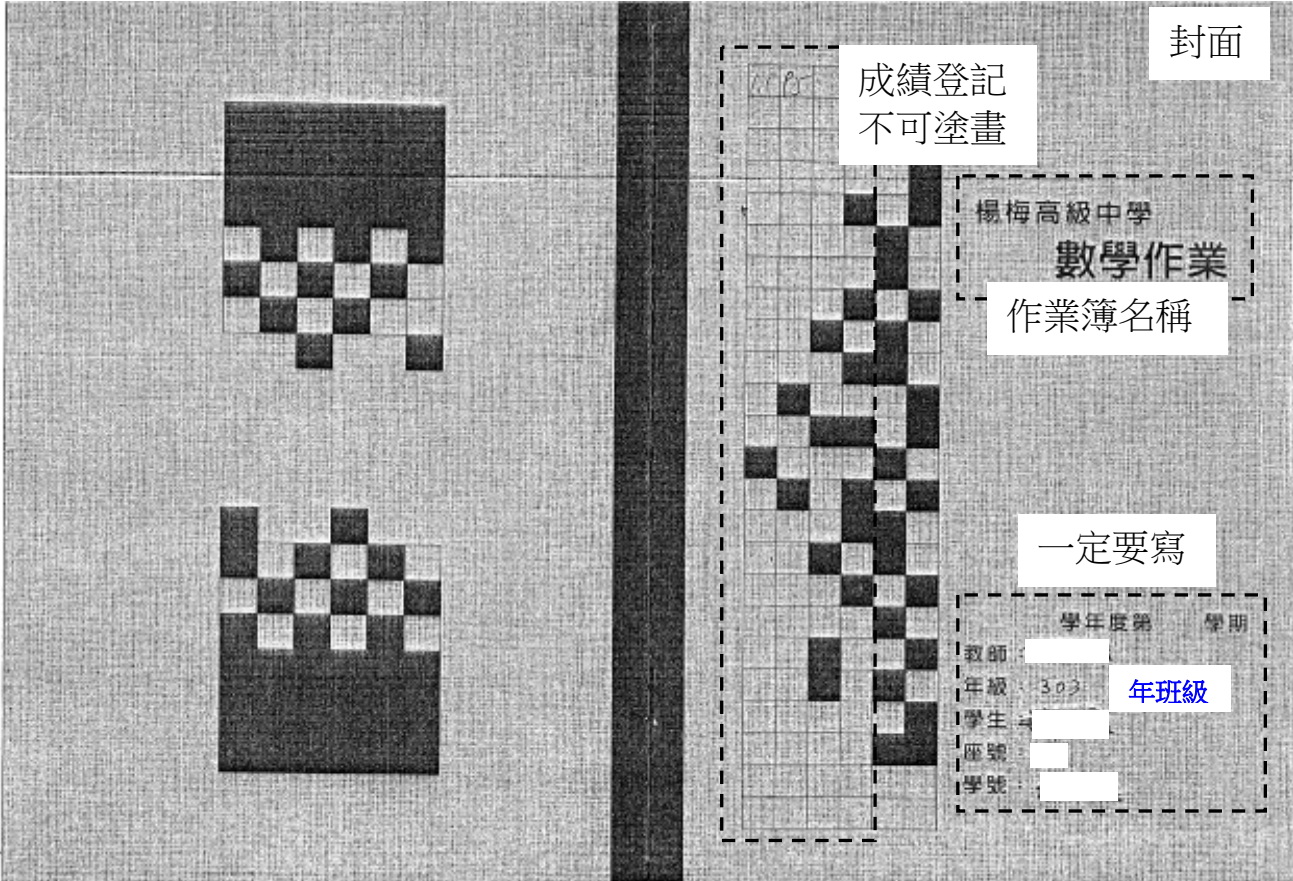 封面
成績登記
不可塗畫
楊梅高級中學
數學作業
作業簿名稱
一定要寫
學年度第 學期
教師：
年級：303
年班級
學生：
座號：
學號：